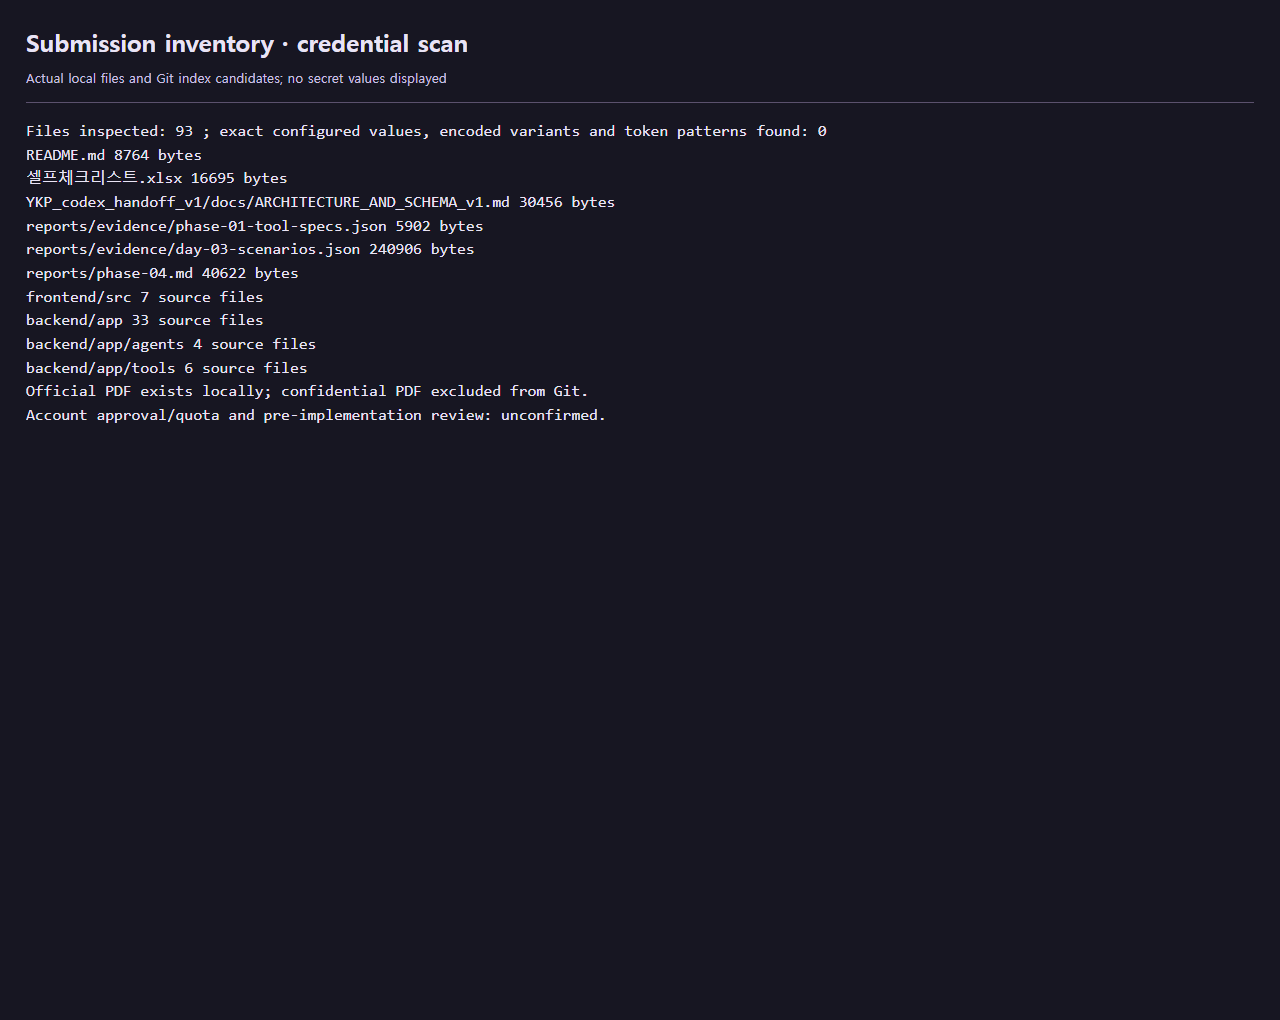 Submission inventory · credential scan
Actual local files and Git index candidates; no secret values displayed
Files inspected: 93 ; exact configured values, encoded variants and token patterns found: 0
README.md 8764 bytes
셀프체크리스트.xlsx 16695 bytes
YKP_codex_handoff_v1/docs/ARCHITECTURE_AND_SCHEMA_v1.md 30456 bytes
reports/evidence/phase-01-tool-specs.json 5902 bytes
reports/evidence/day-03-scenarios.json 240906 bytes
reports/phase-04.md 40622 bytes
frontend/src 7 source files
backend/app 33 source files
backend/app/agents 4 source files
backend/app/tools 6 source files
Official PDF exists locally; confidential PDF excluded from Git.
Account approval/quota and pre-implementation review: unconfirmed.